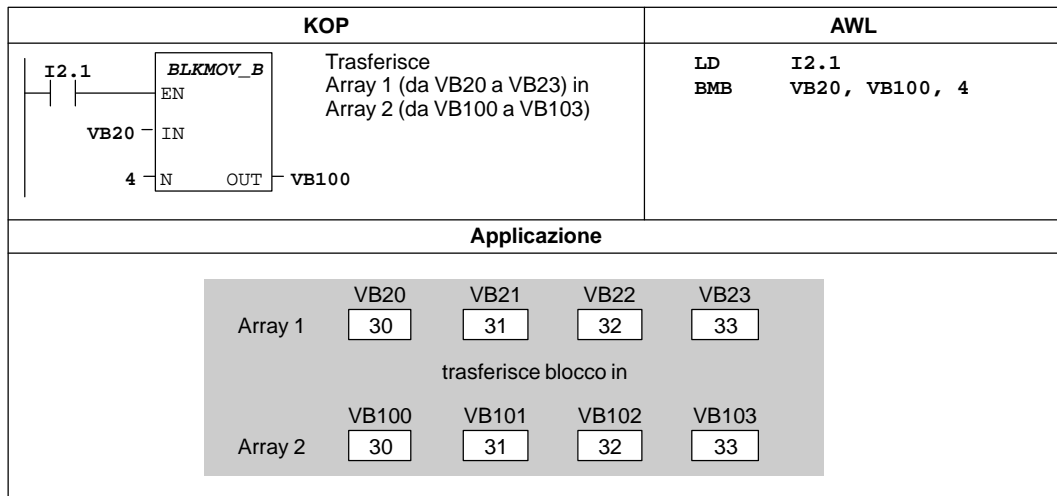 KOP
AWL
I2.1
BLKMOV_B
EN
VB20
IN
4
N
OUT
VB100
Trasferisce
Array 1 (da VB20 a VB23) in
Array 2 (da VB100 a VB103)
LD I2.1
BMB VB20, VB100, 4
Applicazione
VB20 VB21 VB22 VB23
Array 1 30 31 32 33
trasferisce blocco in
VB100 VB101 VB102 VB103
Array 2 30 31 32 33